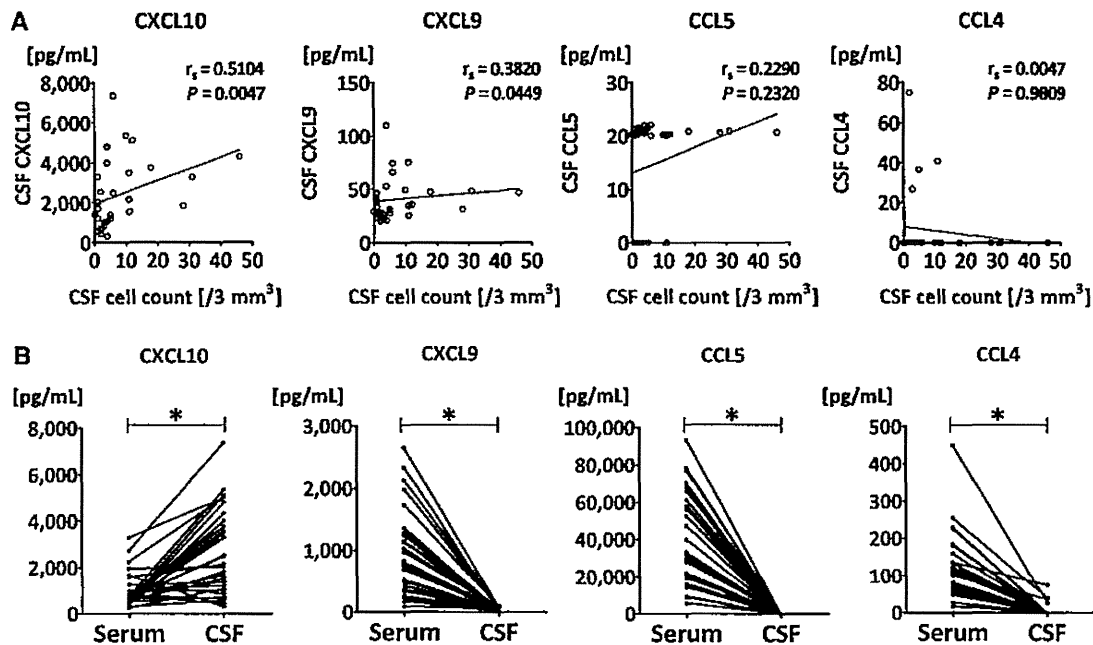 A
CXCL10
CXCL9
CCL5
CCL4
[pg/mL]
[pg/mL]
[pg/mL]
[pg/mL]
rs = 0.5104
P = 0.0047
rs = 0.3820
P = 0.0449
rs = 0.2290
P = 0.2320
rs = 0.0047
P = 0.9809
CSF CXCL10
8,000
6,000
4,000
2,000
0
0 10 20 30 40 50
CSF cell count [/3 mm3]
CSF CXCL9
150
100
50
0
0 10 20 30 40 50
CSF cell count [/3 mm3]
CSF CCL5
30
20
10
0
0 10 20 30 40 50
CSF cell count [/3 mm3]
CSF CCL4
80
60
40
20
0
0 10 20 30 40 50
CSF cell count [/3 mm3]
B
CXCL10
CXCL9
CCL5
CCL4
[pg/mL]
[pg/mL]
[pg/mL]
[pg/mL]
*
8,000
6,000
4,000
2,000
0
Serum CSF
*
3,000
2,000
1,000
0
Serum CSF
*
100,000
80,000
60,000
40,000
20,000
0
Serum CSF
*
500
400
300
200
100
0
Serum CSF